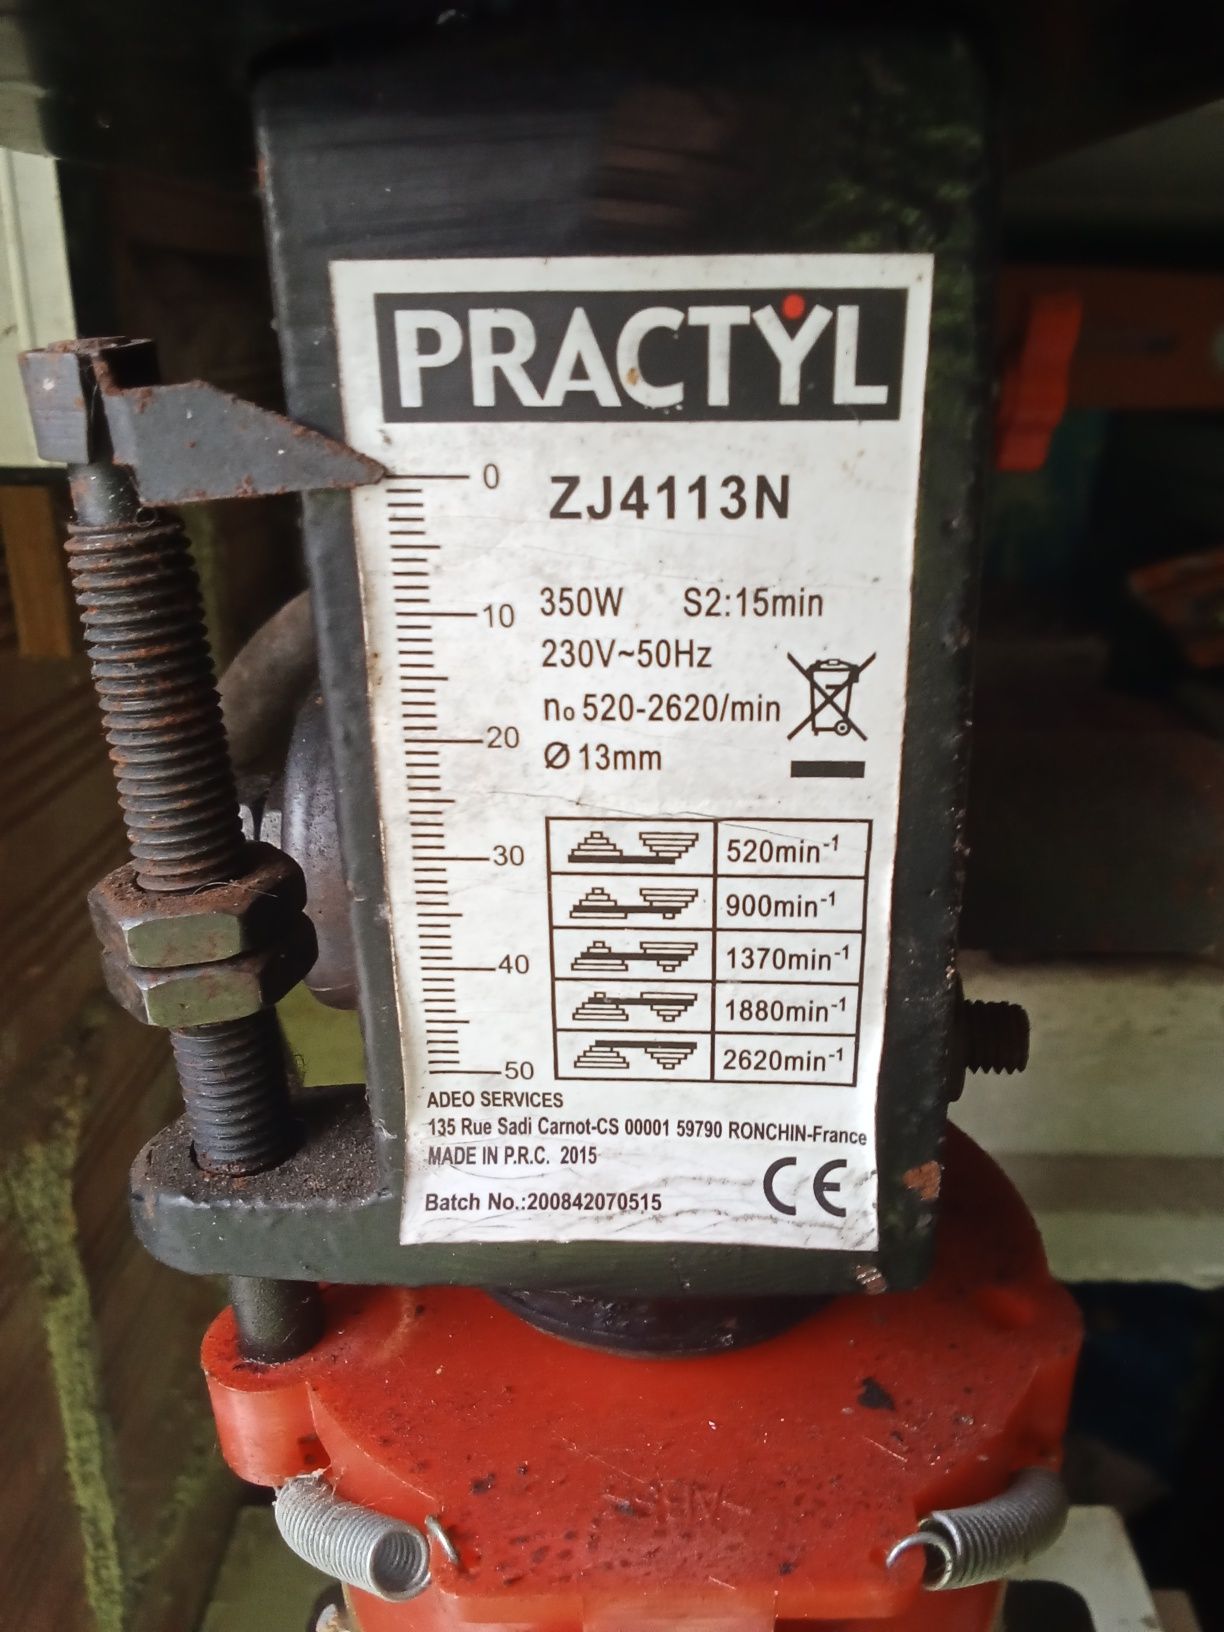 PRACTYL
ZJ4113N
0
10
20
30
40
50
350W S2:15min
230V~50Hz
n₀ 520-2620/min
Ø 13mm
520min⁻¹
900min⁻¹
1370min⁻¹
1880min⁻¹
2620min⁻¹
ADEO SERVICES
135 Rue Sadi Carnot-CS 00001 59790 RONCHIN-France
MADE IN P.R.C. 2015
Batch No.:200842070515
CE